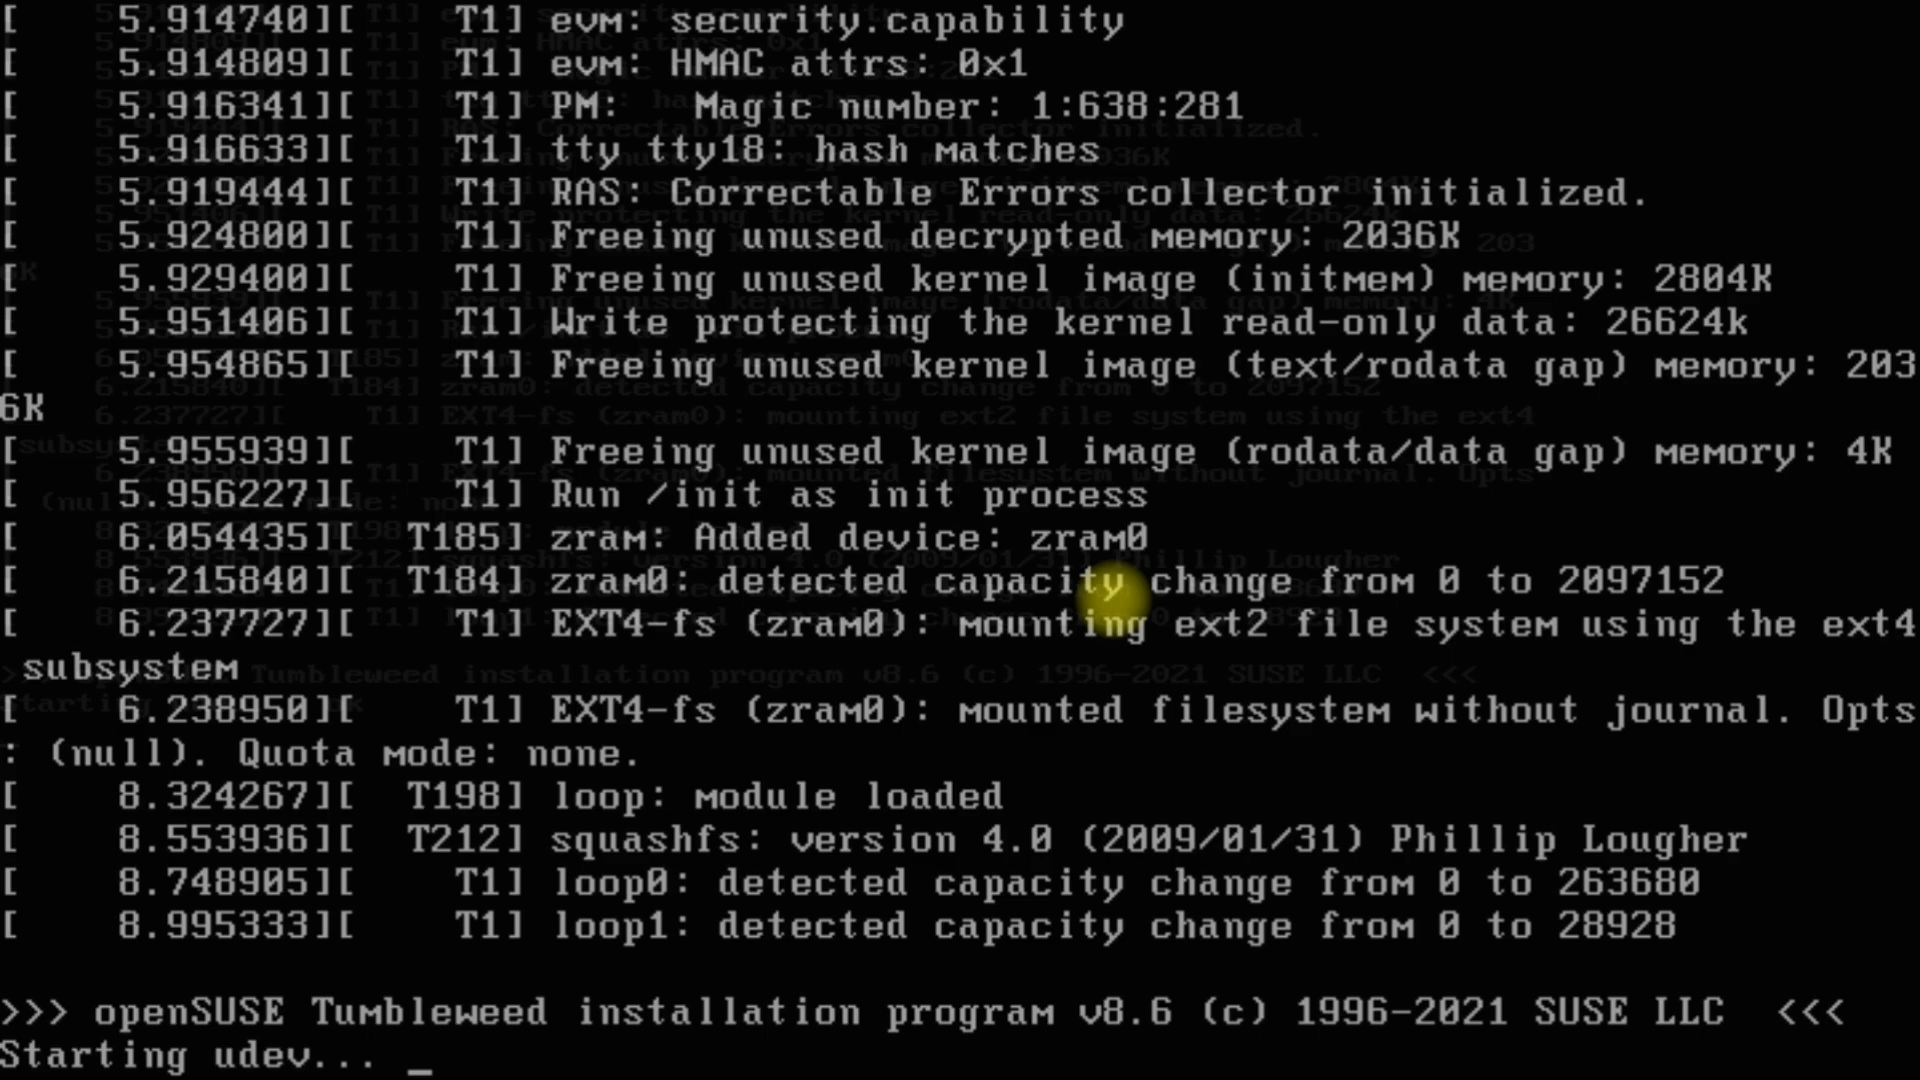 [    5.914740][    T1] evm: security.capability
[    5.914809][    T1] evm: HMAC attrs: 0x1
[    5.916341][    T1] PM:   Magic number: 1:638:281
[    5.916633][    T1] tty tty18: hash matches
[    5.919444][    T1] RAS: Correctable Errors collector initialized.
[    5.924800][    T1] Freeing unused decrypted memory: 2036K
[    5.929400][    T1] Freeing unused kernel image (initmem) memory: 2804K
[    5.951406][    T1] Write protecting the kernel read-only data: 26624k
[    5.954865][    T1] Freeing unused kernel image (text/rodata gap) memory: 203
6K
[    5.955939][    T1] Freeing unused kernel image (rodata/data gap) memory: 4K
[    5.956227][    T1] Run /init as init process
[    6.054435][  T185] zram: Added device: zram0
[    6.215840][  T184] zram0: detected capacity change from 0 to 2097152
[    6.237727][    T1] EXT4-fs (zram0): mounting ext2 file system using the ext4
 subsystem
[    6.238950][    T1] EXT4-fs (zram0): mounted filesystem without journal. Opts
: (null). Quota mode: none.
[    8.324267][  T198] loop: module loaded
[    8.553936][  T212] squashfs: version 4.0 (2009/01/31) Phillip Lougher
[    8.748905][    T1] loop0: detected capacity change from 0 to 263680
[    8.995333][    T1] loop1: detected capacity change from 0 to 28928
>>> openSUSE Tumbleweed installation program v8.6 (c) 1996-2021 SUSE LLC  <<<
Starting udev... _